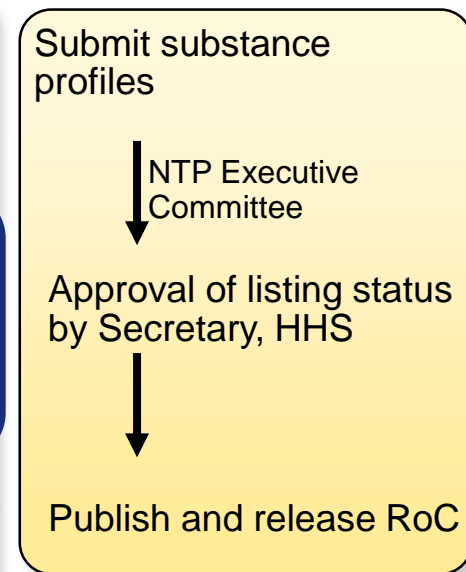 Submit substance
profiles
NTP Executive
Committee
Approval of listing status
by Secretary, HHS
Publish and release RoC